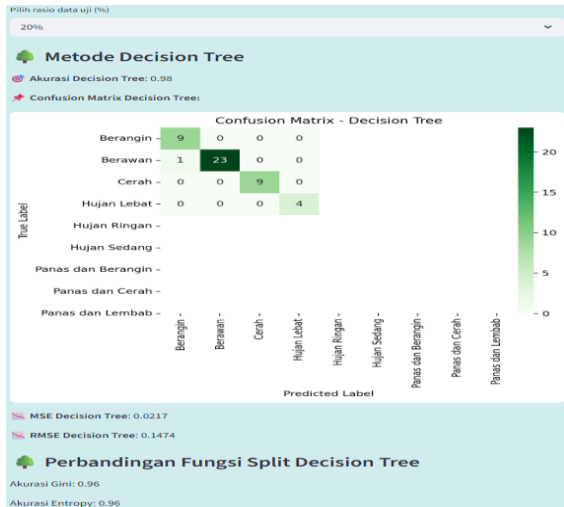 Pilih rasio data uji (%)
20%
Metode Decision Tree
Akurasi Decision Tree: 0.98
Confusion Matrix Decision Tree:
Confusion Matrix - Decision Tree
Berangin 9 0 0 0
Berawan 1 23 0 0
Cerah 0 0 9 0
Hujan Lebat 0 0 0 4
Hujan Ringan
Hujan Sedang
Panas dan Berangin
Panas dan Cerah
Panas dan Lembab
True Label
Berangin
Berawan
Cerah
Hujan Lebat
Hujan Ringan
Hujan Sedang
Panas dan Berangin
Panas dan Cerah
Panas dan Lembab
Predicted Label
20
15
10
5
0
MSE Decision Tree: 0.0217
RMSE Decision Tree: 0.1474
Perbandingan Fungsi Split Decision Tree
Akurasi Gini: 0.96
Akurasi Entropy: 0.96